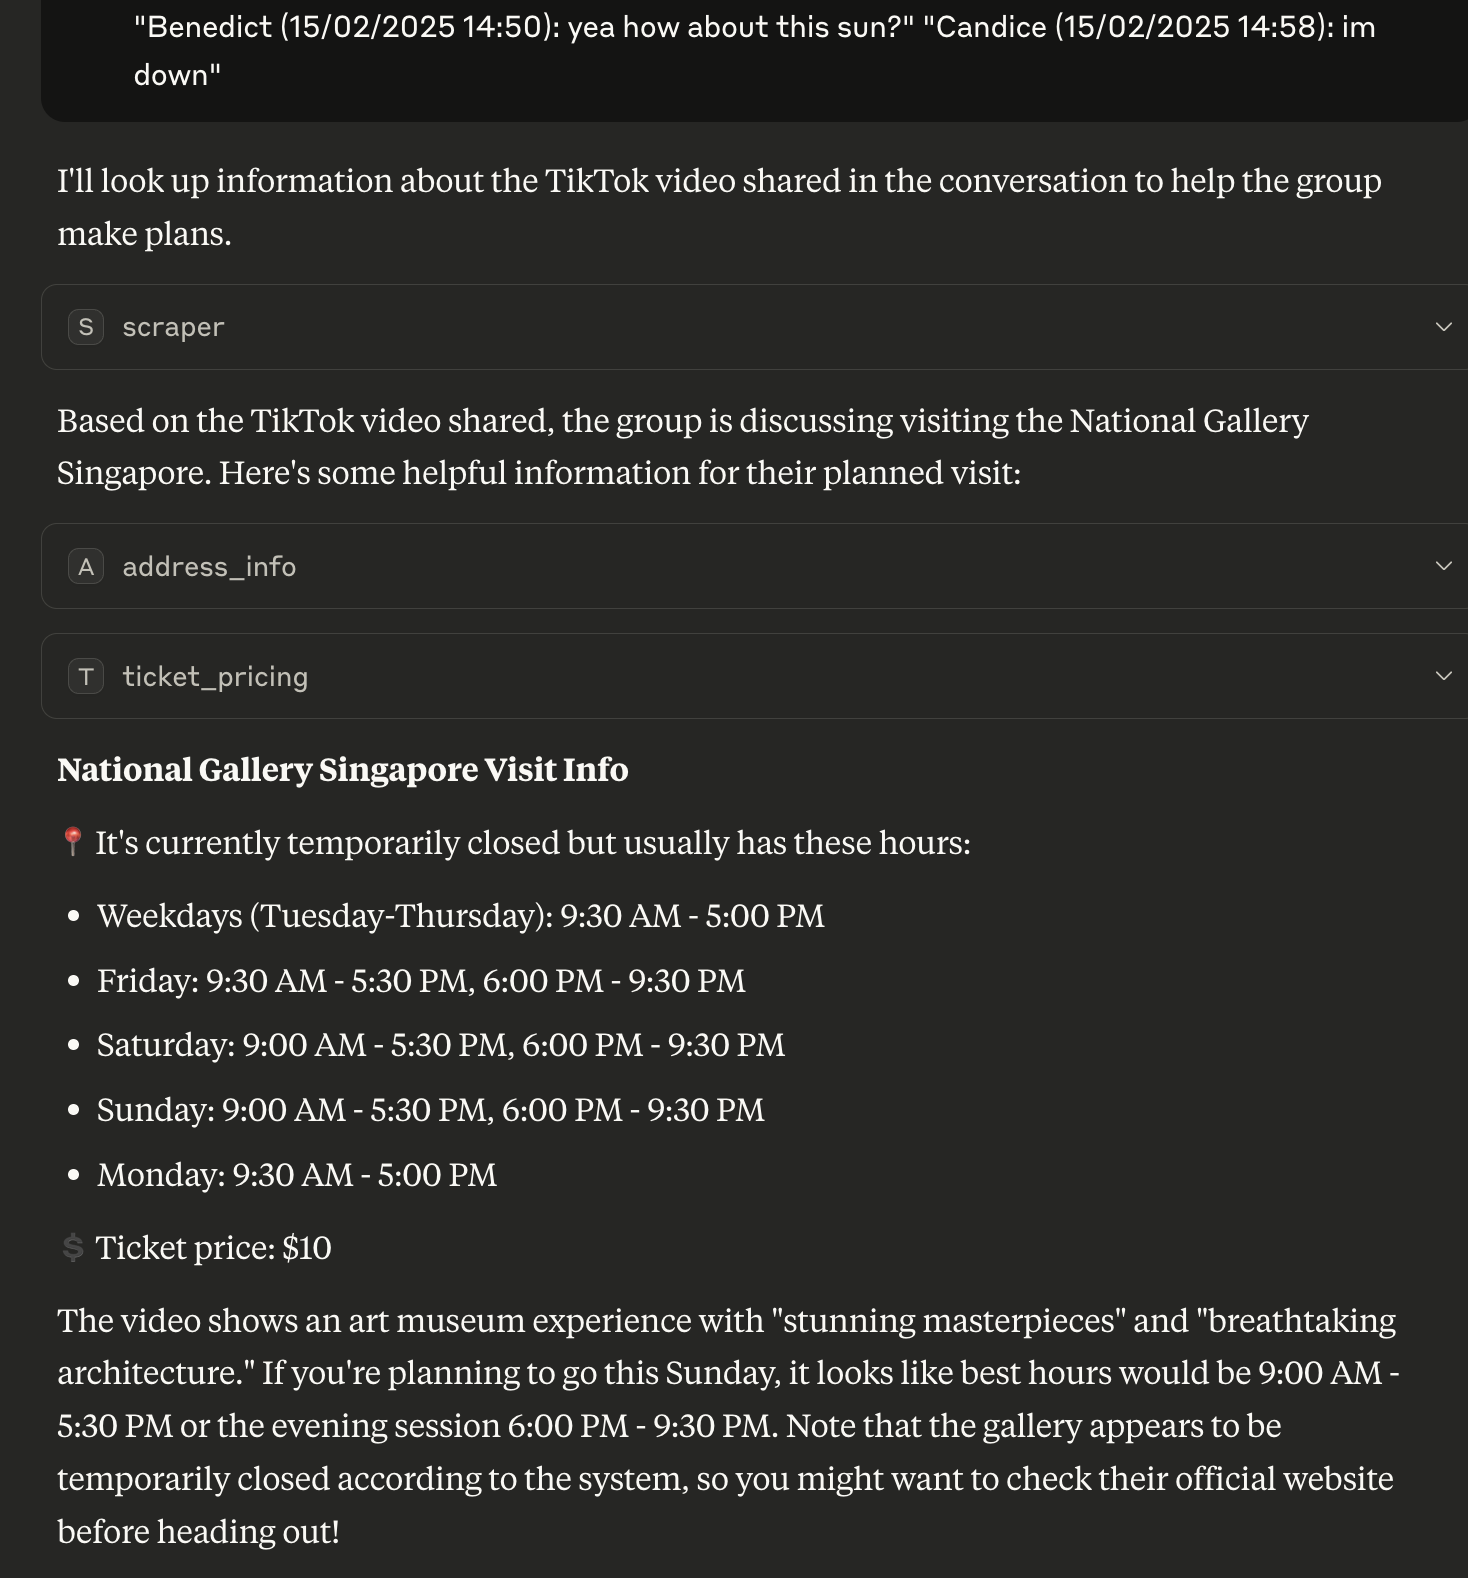 "Benedict (15/02/2025 14:50): yea how about this sun?" "Candice (15/02/2025 14:58): im
down"
I'll look up information about the TikTok video shared in the conversation to help the group
make plans.
S scraper
Based on the TikTok video shared, the group is discussing visiting the National Gallery
Singapore. Here's some helpful information for their planned visit:
A address_info
T ticket_pricing
National Gallery Singapore Visit Info
📍 It's currently temporarily closed but usually has these hours:
• Weekdays (Tuesday-Thursday): 9:30 AM - 5:00 PM
• Friday: 9:30 AM - 5:30 PM, 6:00 PM - 9:30 PM
• Saturday: 9:00 AM - 5:30 PM, 6:00 PM - 9:30 PM
• Sunday: 9:00 AM - 5:30 PM, 6:00 PM - 9:30 PM
• Monday: 9:30 AM - 5:00 PM
💲 Ticket price: $10
The video shows an art museum experience with "stunning masterpieces" and "breathtaking
architecture." If you're planning to go this Sunday, it looks like best hours would be 9:00 AM -
5:30 PM or the evening session 6:00 PM - 9:30 PM. Note that the gallery appears to be
temporarily closed according to the system, so you might want to check their official website
before heading out!